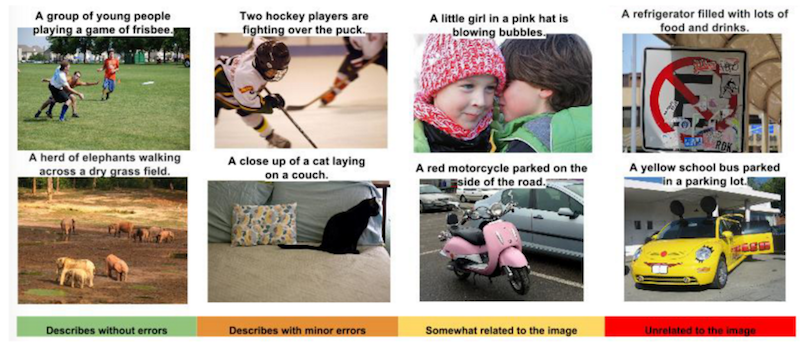 A group of young people
playing a game of frisbee.
Two hockey players are
fighting over the puck.
A little girl in a pink hat is
blowing bubbles.
A refrigerator filled with lots of
food and drinks.
A herd of elephants walking
across a dry grass field.
A close up of a cat laying
on a couch.
A red motorcycle parked on the
side of the road.
A yellow school bus parked
in a parking lot.
Describes without errors
Describes with minor errors
Somewhat related to the image
Unrelated to the image